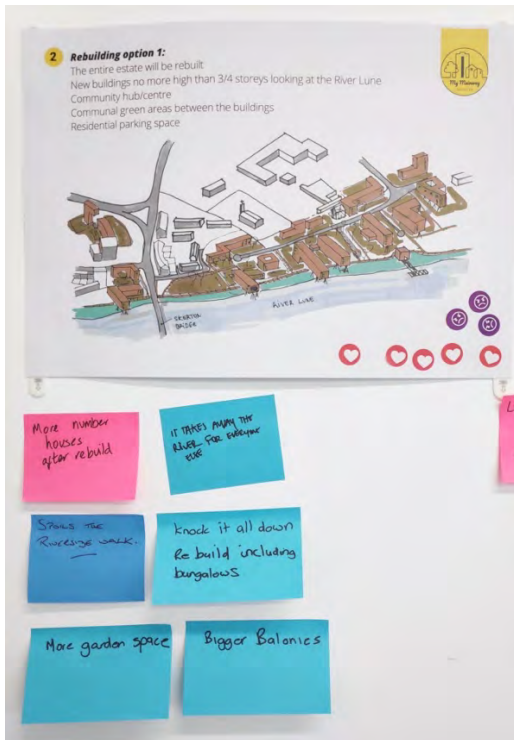 2
Rebuilding option 1:
The entire estate will be rebuilt
New buildings no more high than 3/4 storeys looking at the River Lune
Community hub/centre
Communal green areas between the buildings
Residential parking space
My Mainway
SKERTON
BRIDGE
RIVER LUNE
More number
houses
after rebuild
IT TAKES AWAY THE
RIVER FOR EVERYONE
ELSE
SPOILS THE
RIVERSIDE WALK.
Knock it all down
Re build including
bungalows
More garden space
Bigger Balonies
L